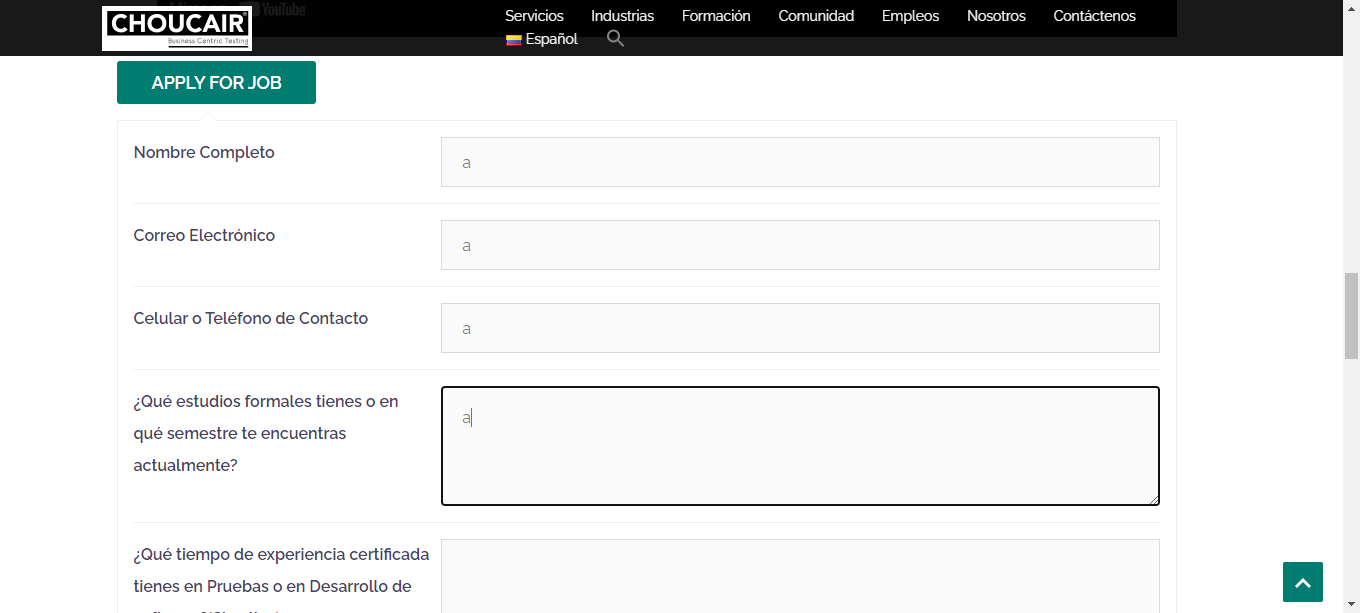 YouTube
CHOUCAIR
Business Centric Testing
Servicios Industrias Formación Comunidad Empleos Nosotros Contáctenos
Español
APPLY FOR JOB
Nombre Completo
a
Correo Electrónico
a
Celular o Teléfono de Contacto
a
¿Qué estudios formales tienes o en
qué semestre te encuentras
actualmente?
a
¿Qué tiempo de experiencia certificada
tienes en Pruebas o en Desarrollo de